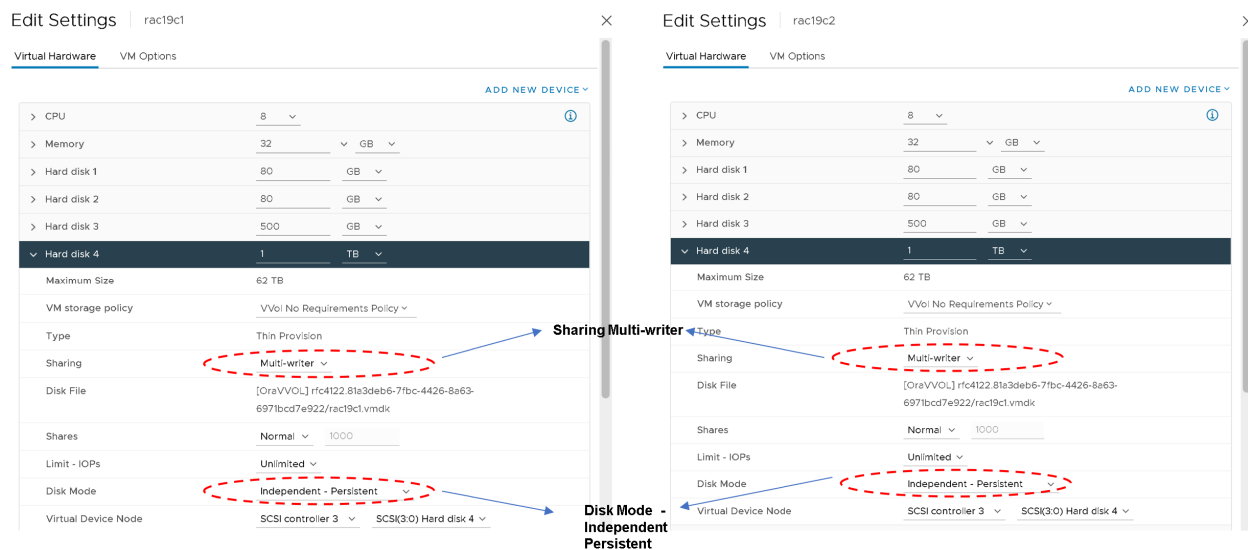 Edit Settings rac19c1
Virtual Hardware VM Options
ADD NEW DEVICE
CPU 8
Memory 32 GB
Hard disk 1 80 GB
Hard disk 2 80 GB
Hard disk 3 500 GB
Hard disk 4 1 TB
Maximum Size 62 TB
VM storage policy VVol No Requirements Policy
Type Thin Provision
Sharing Multi-writer
Disk File [OraVVOL] rfc4122.81a3deb6-7fbc-4426-8a63-
6971bcd7e922/rac19c1.vmdk
Shares Normal 1000
Limit - IOPs Unlimited
Disk Mode Independent - Persistent
Virtual Device Node SCSI controller 3 SCSI(3:0) Hard disk 4
Sharing Multi-writer
Disk Mode -
Independent
Persistent
Edit Settings rac19c2
Virtual Hardware VM Options
ADD NEW DEVICE
CPU 8
Memory 32 GB
Hard disk 1 80 GB
Hard disk 2 80 GB
Hard disk 3 500 GB
Hard disk 4 1 TB
Maximum Size 62 TB
VM storage policy VVol No Requirements Policy
Type Thin Provision
Sharing Multi-writer
Disk File [OraVVOL] rfc4122.81a3deb6-7fbc-4426-8a63-
6971bcd7e922/rac19c1.vmdk
Shares Normal 1000
Limit - IOPs Unlimited
Disk Mode Independent - Persistent
Virtual Device Node SCSI controller 3 SCSI(3:0) Hard disk 4